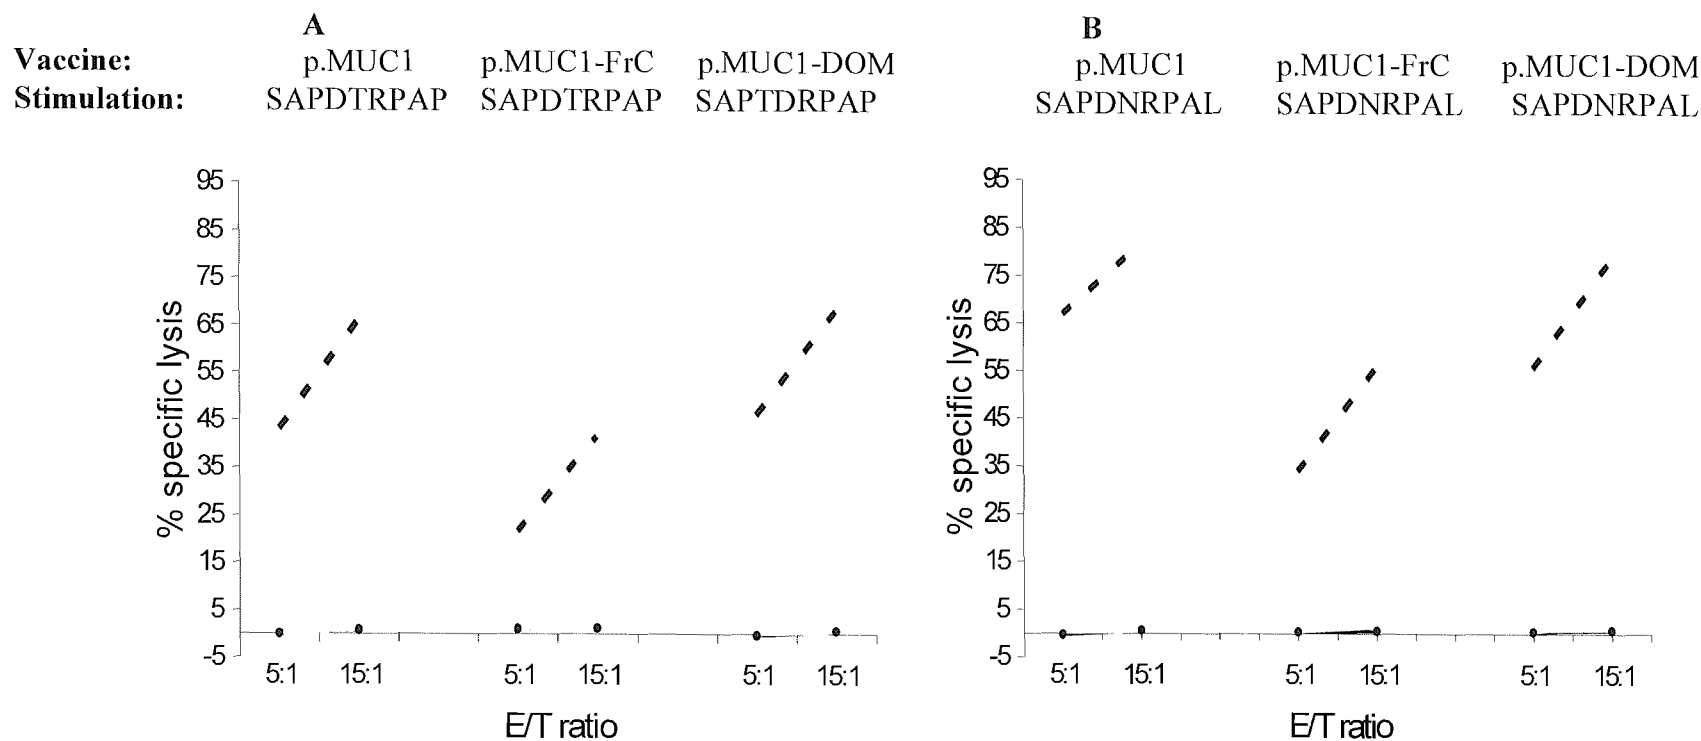 A B
Vaccine: p.MUC1 p.MUC1-FrC p.MUC1-DOM p.MUC1 p.MUC1-FrC p.MUC1-DOM
Stimulation: SAPDTRPAP SAPDTRPAP SAPTDRPAP SAPDNRPAL SAPDNRPAL SAPDNRPAL
% specific lysis
95
85
75
65
55
45
35
25
15
5
-5
5:1 15:1 5:1 15:1 5:1 15:1
E/T ratio
% specific lysis
95
85
75
65
55
45
35
25
15
5
-5
5:1 15:1 5:1 15:1 5:1 15:1
E/T ratio